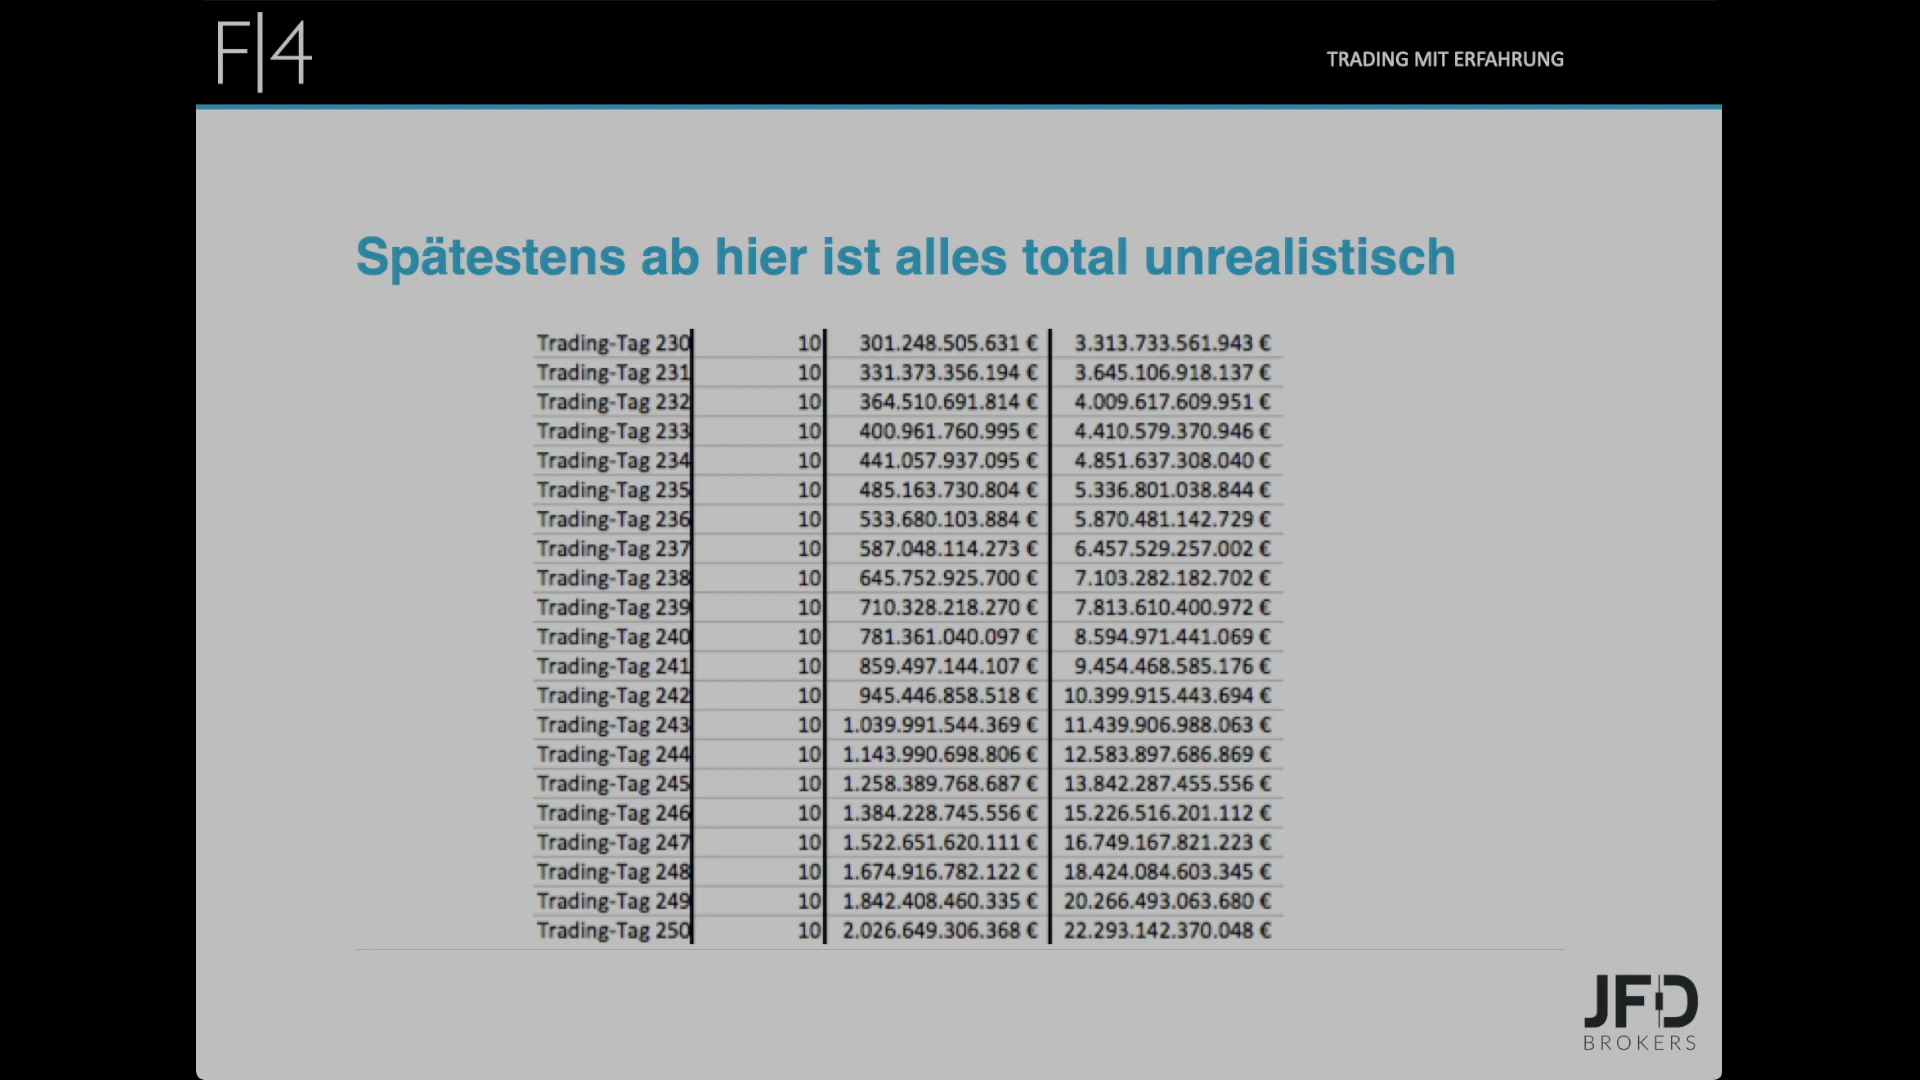 F|4
TRADING MIT ERFAHRUNG
Spätestens ab hier ist alles total unrealistisch
Trading-Tag 230 10 301.248.505.631 € 3.313.733.561.943 €
Trading-Tag 231 10 331.373.356.194 € 3.645.106.918.137 €
Trading-Tag 232 10 364.510.691.814 € 4.009.617.609.951 €
Trading-Tag 233 10 400.961.760.995 € 4.410.579.370.946 €
Trading-Tag 234 10 441.057.937.095 € 4.851.637.308.040 €
Trading-Tag 235 10 485.163.730.804 € 5.336.801.038.844 €
Trading-Tag 236 10 533.680.103.884 € 5.870.481.142.729 €
Trading-Tag 237 10 587.048.114.273 € 6.457.529.257.002 €
Trading-Tag 238 10 645.752.925.700 € 7.103.282.182.702 €
Trading-Tag 239 10 710.328.218.270 € 7.813.610.400.972 €
Trading-Tag 240 10 781.361.040.097 € 8.594.971.441.069 €
Trading-Tag 241 10 859.497.144.107 € 9.454.468.585.176 €
Trading-Tag 242 10 945.446.858.518 € 10.399.915.443.694 €
Trading-Tag 243 10 1.039.991.544.369 € 11.439.906.988.063 €
Trading-Tag 244 10 1.143.990.698.806 € 12.583.897.686.869 €
Trading-Tag 245 10 1.258.389.768.687 € 13.842.287.455.556 €
Trading-Tag 246 10 1.384.228.745.556 € 15.226.516.201.112 €
Trading-Tag 247 10 1.522.651.620.111 € 16.749.167.821.223 €
Trading-Tag 248 10 1.674.916.782.122 € 18.424.084.603.345 €
Trading-Tag 249 10 1.842.408.460.335 € 20.266.493.063.680 €
Trading-Tag 250 10 2.026.649.306.368 € 22.293.142.370.048 €
JFD
BROKERS